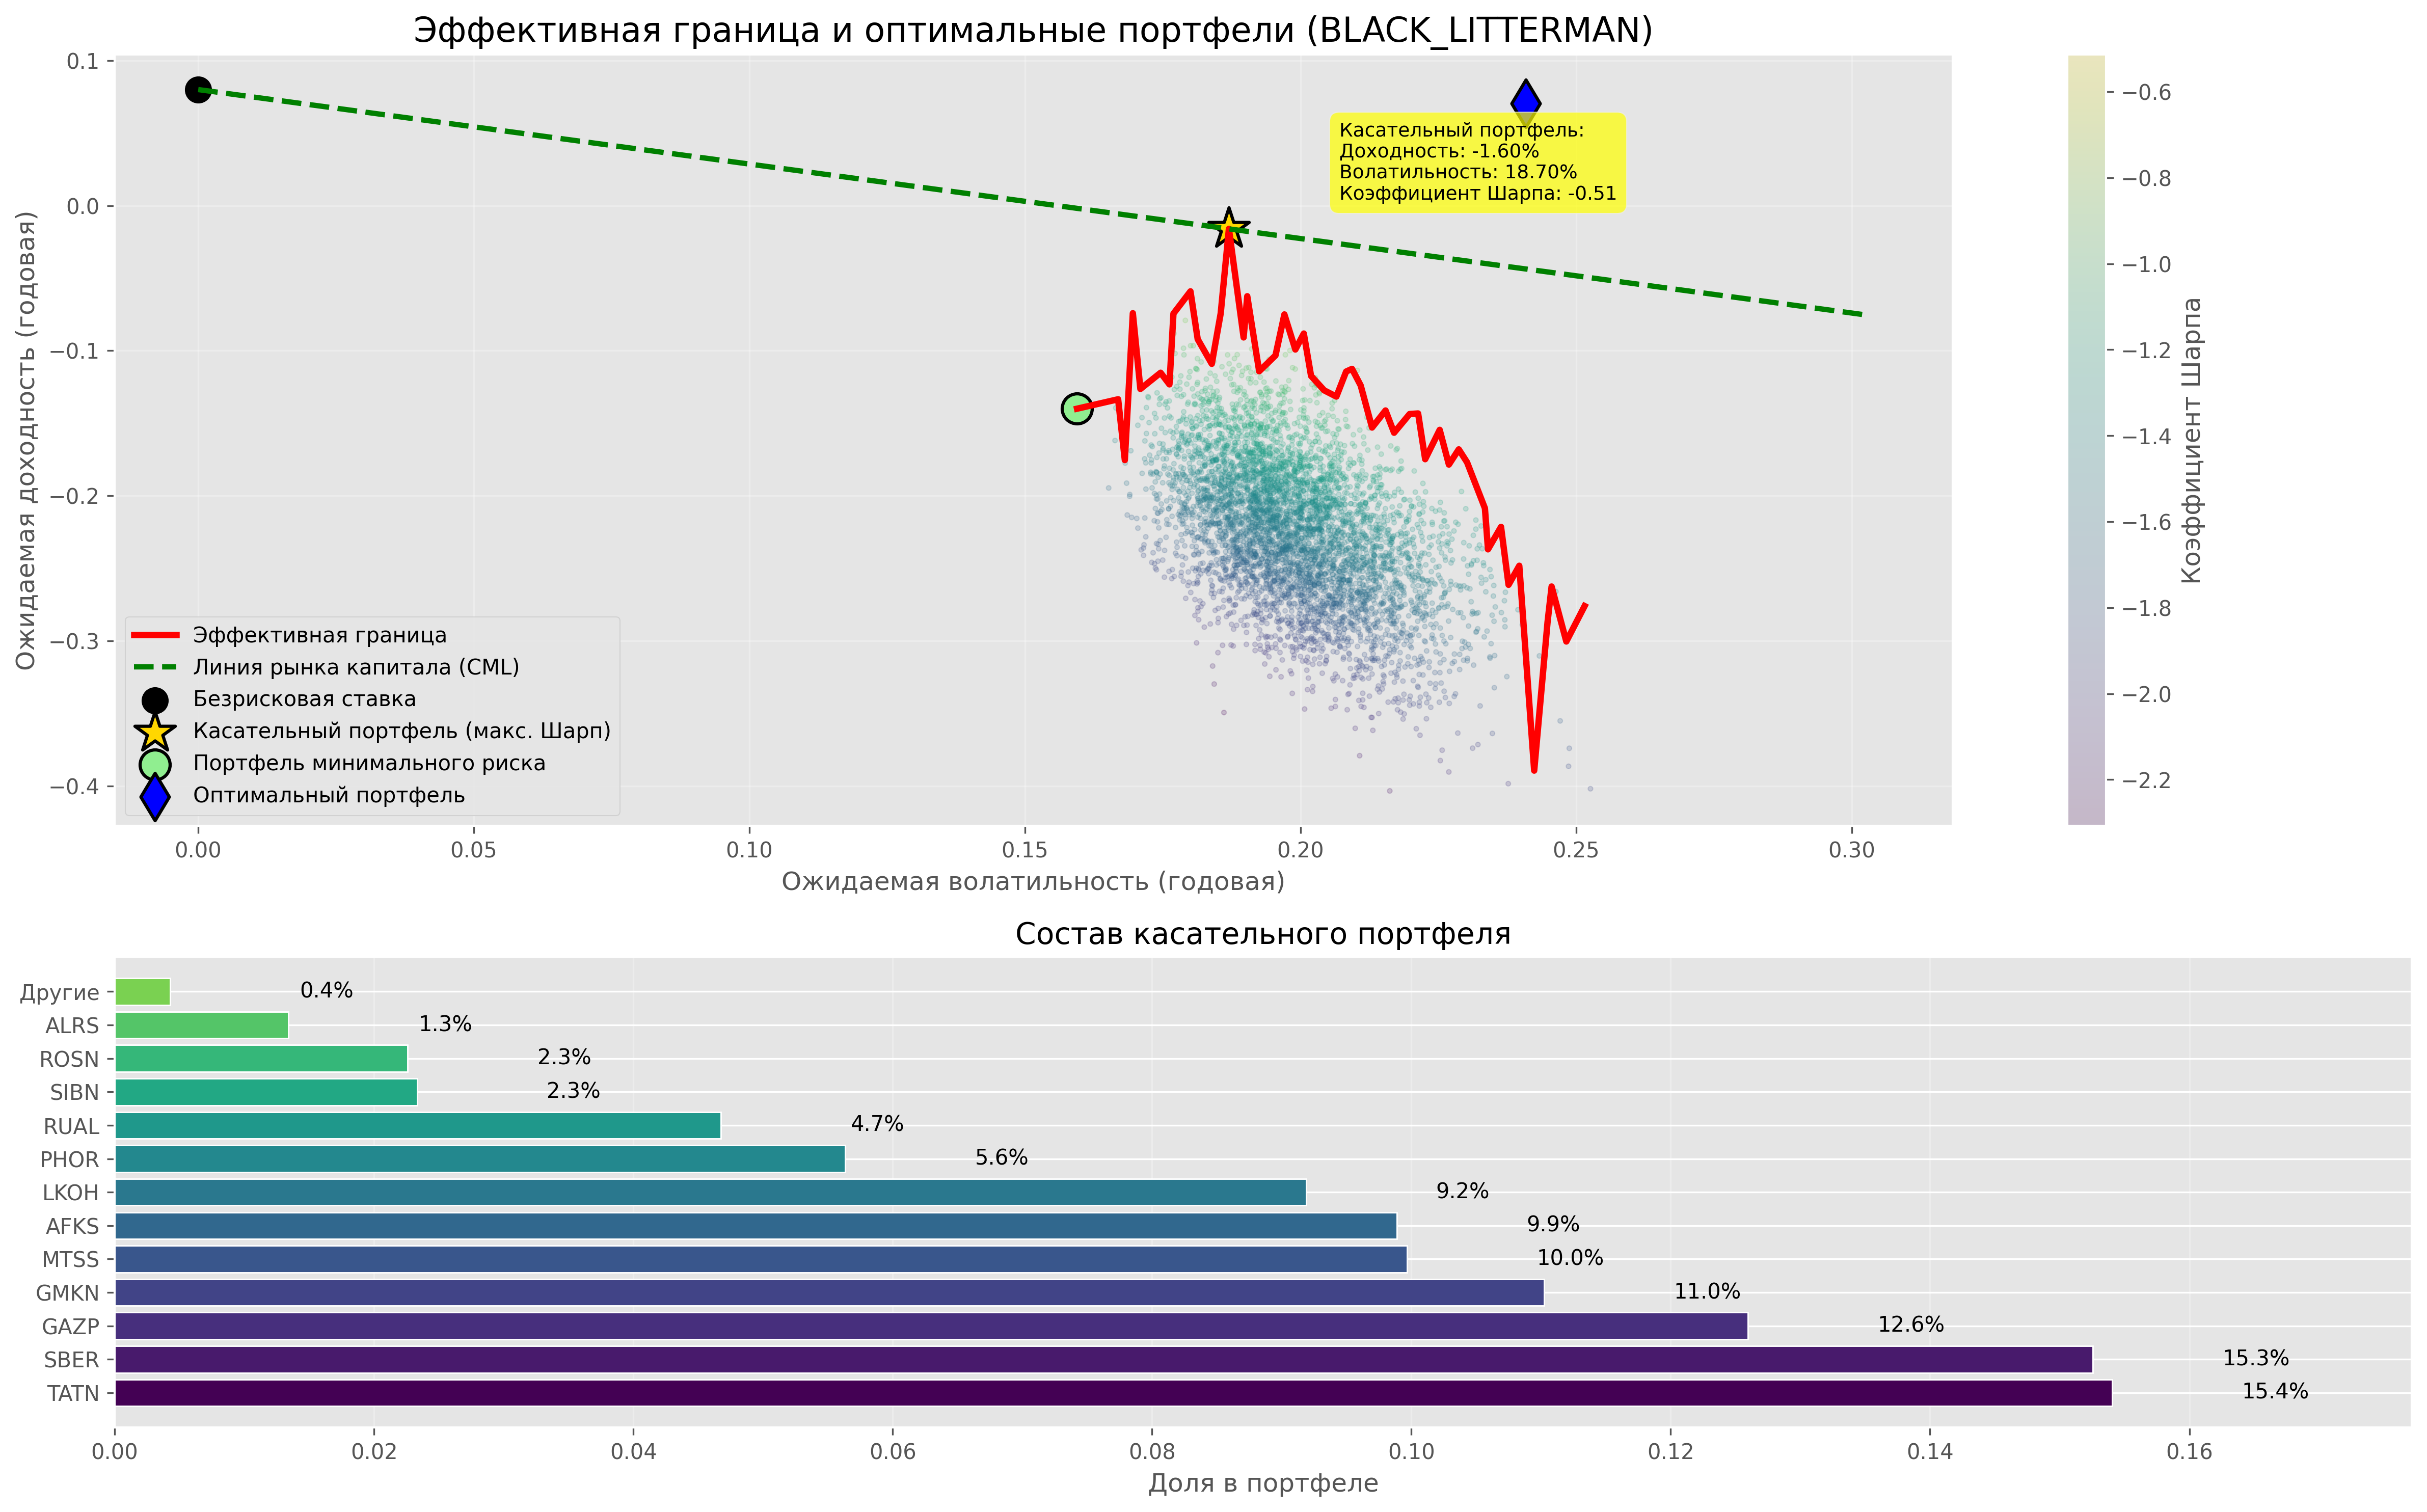 Эффективная граница и оптимальные портфели (BLACK_LITTERMAN)
0.1
0.0
−0.1
−0.2
−0.3
−0.4
Ожидаемая доходность (годовая)
Касательный портфель:
Доходность: -1.60%
Волатильность: 18.70%
Коэффициент Шарпа: -0.51
Эффективная граница
Линия рынка капитала (CML)
Безрисковая ставка
Касательный портфель (макс. Шарп)
Портфель минимального риска
Оптимальный портфель
0.00
0.05
0.10
0.15
0.20
0.25
0.30
Ожидаемая волатильность (годовая)
−0.6
−0.8
−1.0
−1.2
−1.4
−1.6
−1.8
−2.0
−2.2
Коэффициент Шарпа
Состав касательного портфеля
Другие 0.4%
ALRS 1.3%
ROSN 2.3%
SIBN 2.3%
RUAL 4.7%
PHOR 5.6%
LKOH 9.2%
AFKS 9.9%
MTSS 10.0%
GMKN 11.0%
GAZP 12.6%
SBER 15.3%
TATN 15.4%
0.00
0.02
0.04
0.06
0.08
0.10
0.12
0.14
0.16
Доля в портфеле